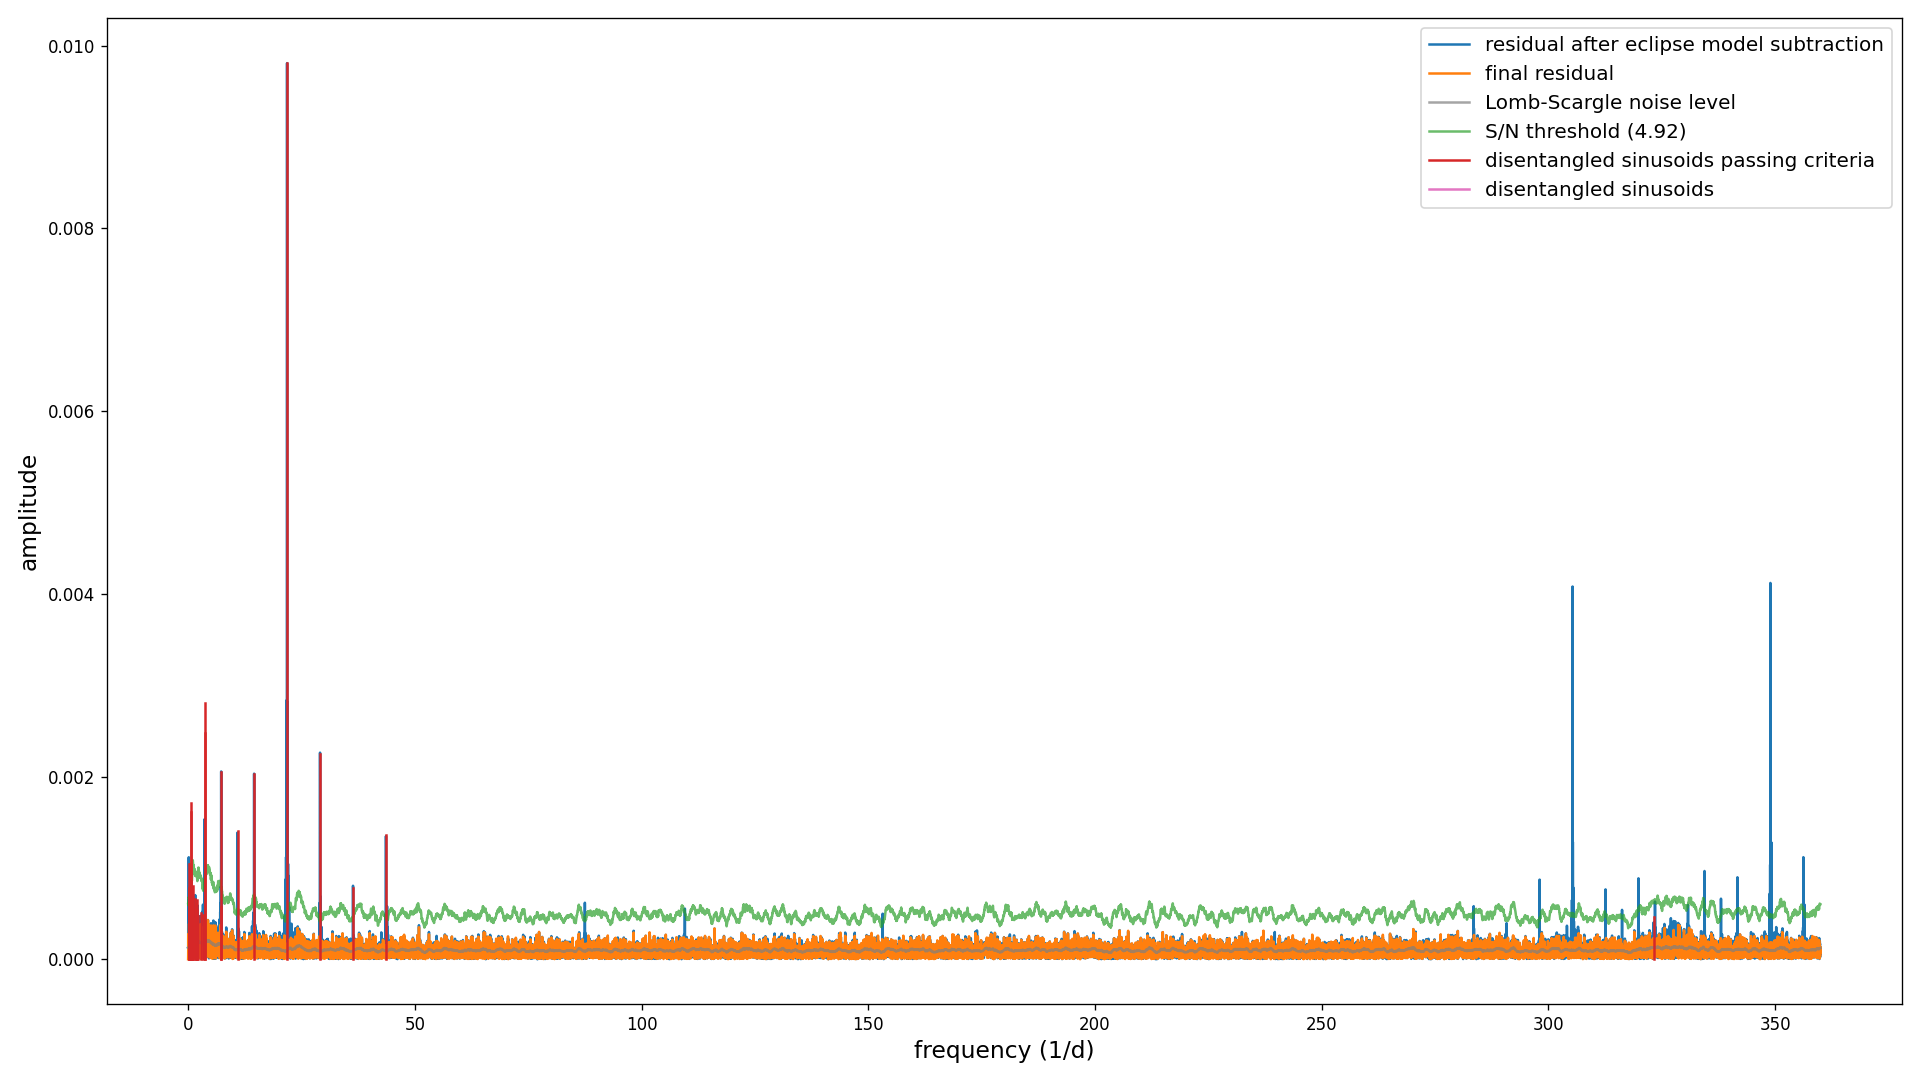 residual after eclipse model subtraction
final residual
Lomb-Scargle noise level
S/N threshold (4.92)
disentangled sinusoids passing criteria
disentangled sinusoids
0.010
0.008
0.006
0.004
0.002
0.000
amplitude
0 50 100 150 200 250 300 350
frequency (1/d)